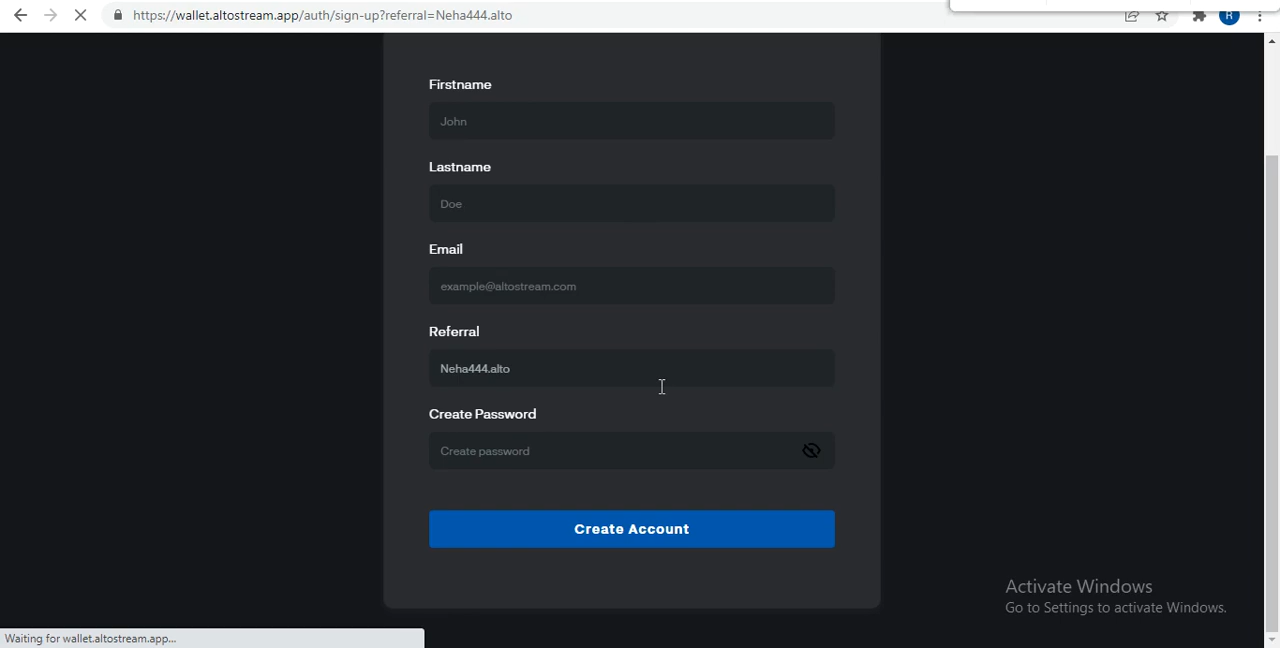 https://wallet.altostream.app/auth/sign-up?referral=Neha444.alto
R
Firstname
John
Lastname
Doe
Email
example@altostream.com
Referral
Neha444.alto
Create Password
Create password
Create Account
Activate Windows
Go to Settings to activate Windows.
Waiting for wallet.altostream.app...